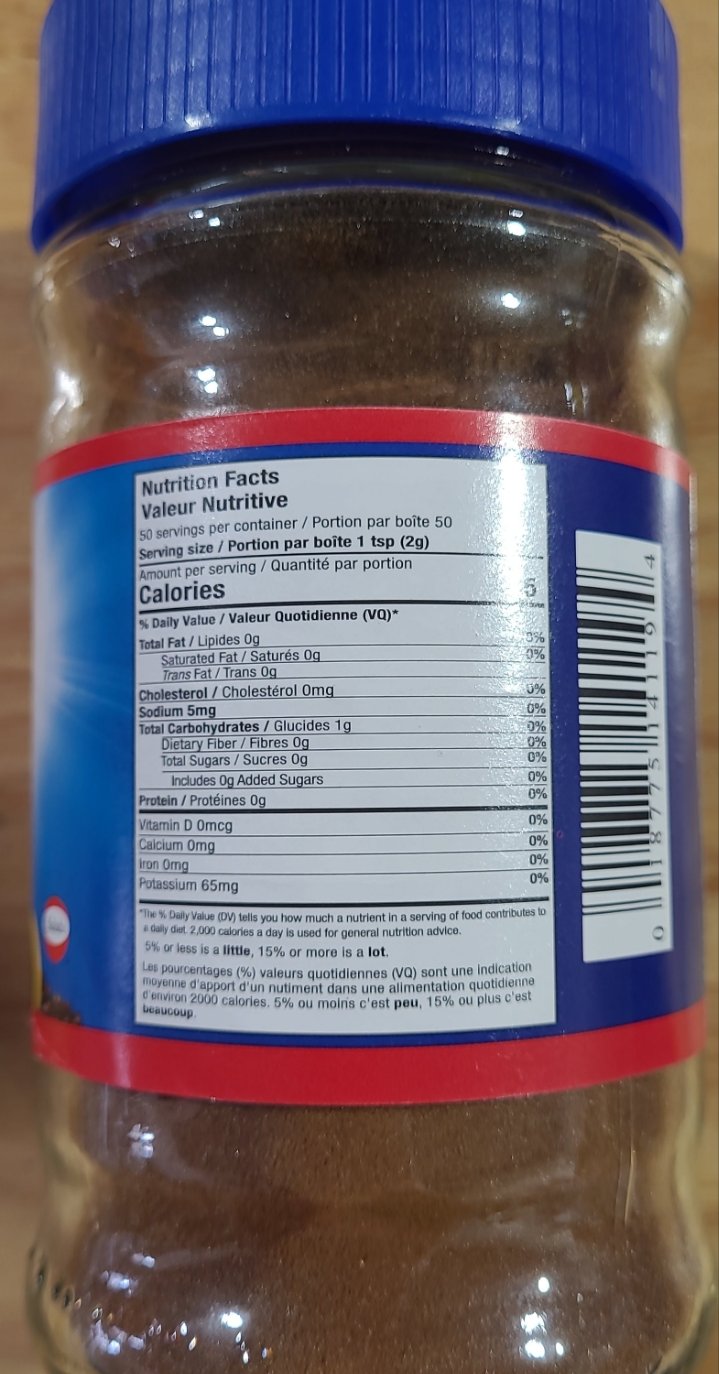 Nutrition Facts
Valeur Nutritive
50 servings per container / Portion par boîte 50
Serving size / Portion par boîte 1 tsp (2g)
Amount per serving / Quantité par portion
Calories 5
% Daily Value / Valeur Quotidienne (VQ)*
Total Fat / Lipides 0g 0%
Saturated Fat / Saturés 0g 0%
Trans Fat / Trans 0g
Cholesterol / Cholestérol 0mg 0%
Sodium 5mg 0%
Total Carbohydrates / Glucides 1g 0%
Dietary Fiber / Fibres 0g 0%
Total Sugars / Sucres 0g 0%
Includes 0g Added Sugars 0%
Protein / Protéines 0g 0%
Vitamin D 0mcg 0%
Calcium 0mg 0%
Iron 0mg 0%
Potassium 65mg 0%
*The % Daily Value (DV) tells you how much a nutrient in a serving of food contributes to
a daily diet. 2,000 calories a day is used for general nutrition advice.
5% or less is a little, 15% or more is a lot.
Les pourcentages (%) valeurs quotidiennes (VQ) sont une indication
moyenne d'apport d'un nutiment dans une alimentation quotidienne
d'environ 2000 calories. 5% ou moins c'est peu, 15% ou plus c'est
beaucoup.
0 18775 14119 4